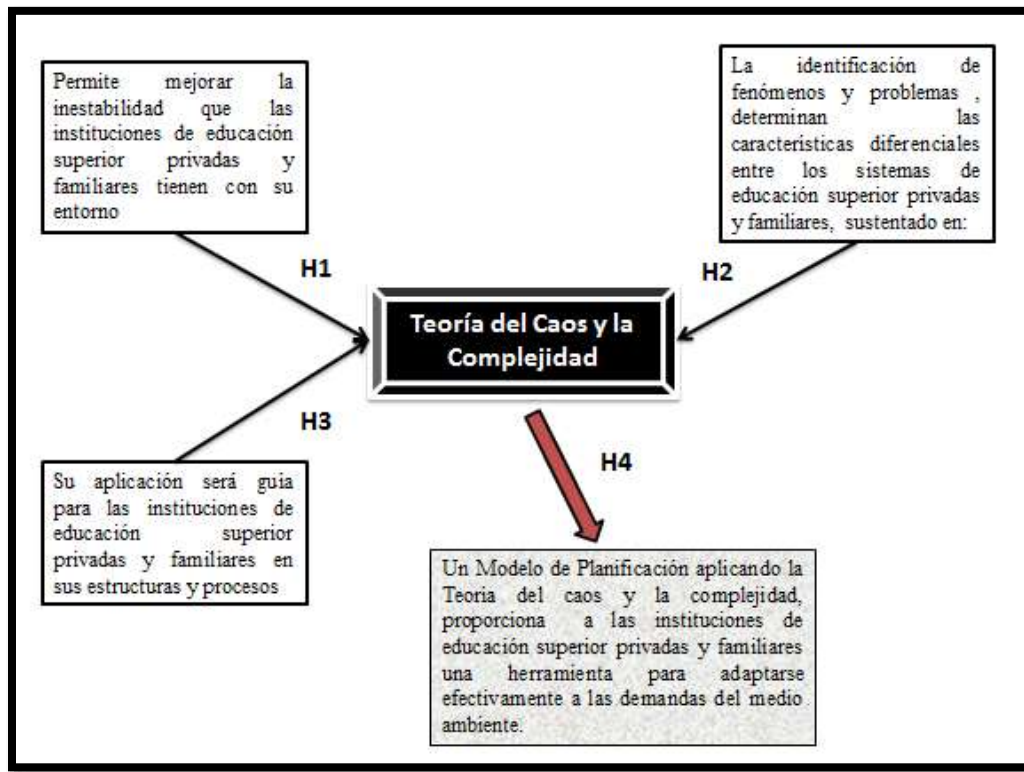 Permite mejorar la
inestabilidad que las
instituciones de educación
superior privadas y
familiares tienen con su
entorno
La identificación de
fenómenos y problemas ,
determinan las
características diferenciales
entre los sistemas de
educación superior privadas
y familiares, sustentado en:
H1
H2
Teoría del Caos y la
Complejidad
H3
H4
Su aplicación será guía
para las instituciones de
educación superior
privadas y familiares en
sus estructuras y procesos
Un Modelo de Planificación aplicando la
Teoría del caos y la complejidad,
proporciona a las instituciones de
educación superior privadas y familiares
una herramienta para adaptarse
efectivamente a las demandas del medio
ambiente.